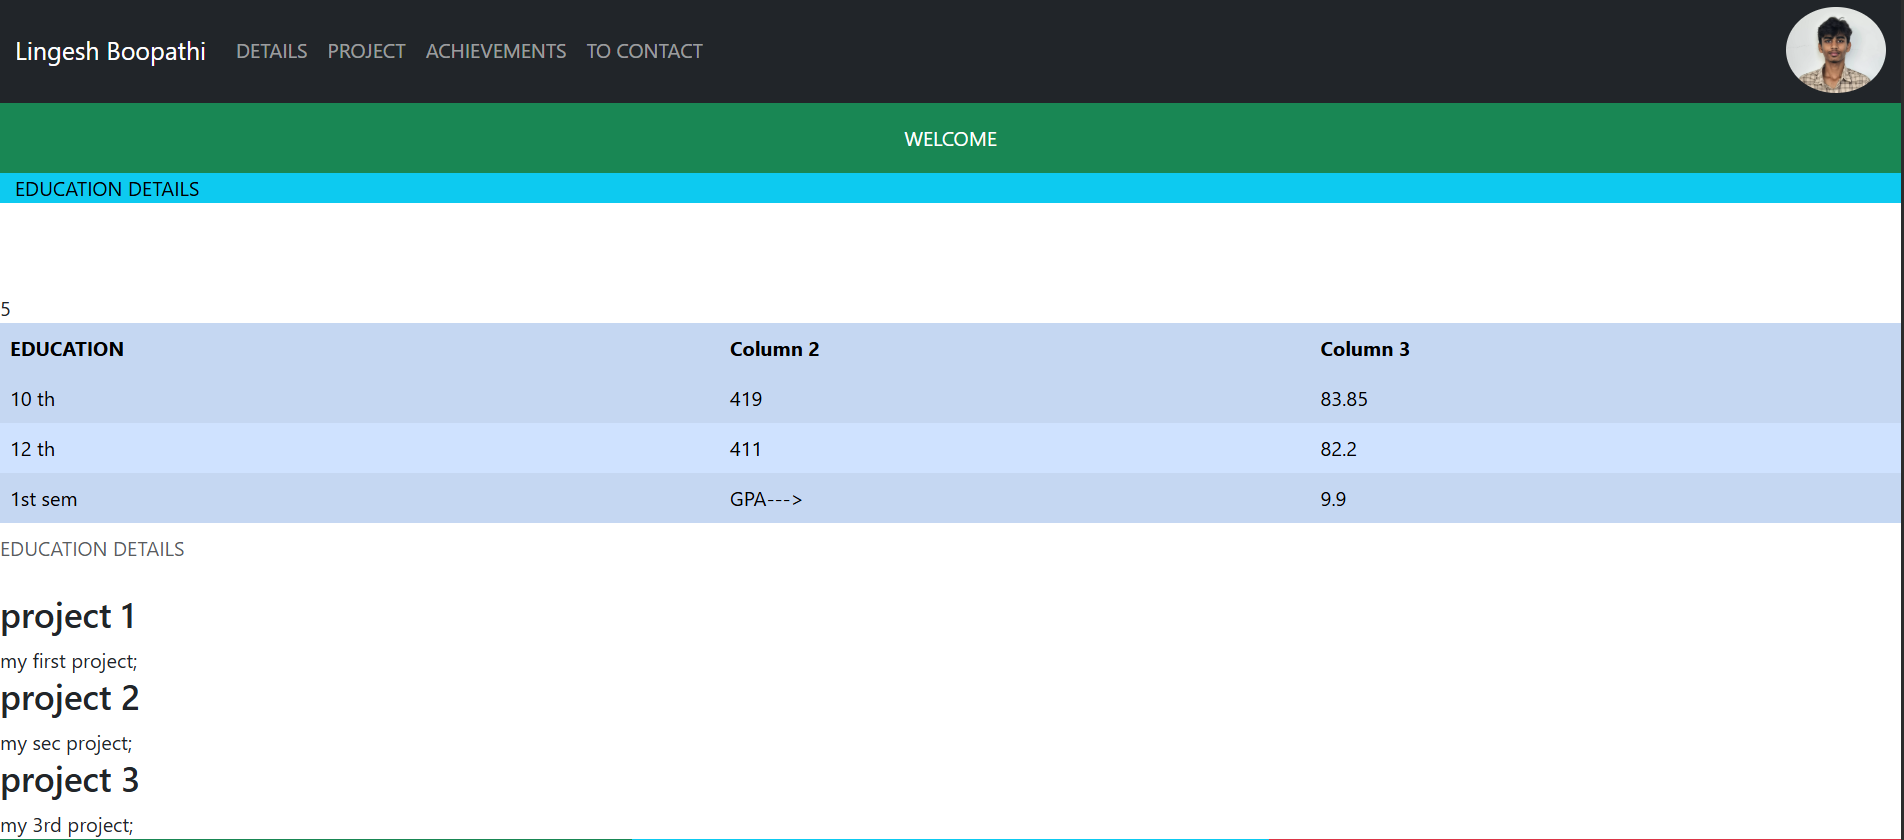 Lingesh Boopathi DETAILS PROJECT ACHIEVEMENTS TO CONTACT
WELCOME
EDUCATION DETAILS
5
EDUCATION Column 2 Column 3
10 th 419 83.85
12 th 411 82.2
1st sem GPA---> 9.9
EDUCATION DETAILS
project 1
my first project;
project 2
my sec project;
project 3
my 3rd project;